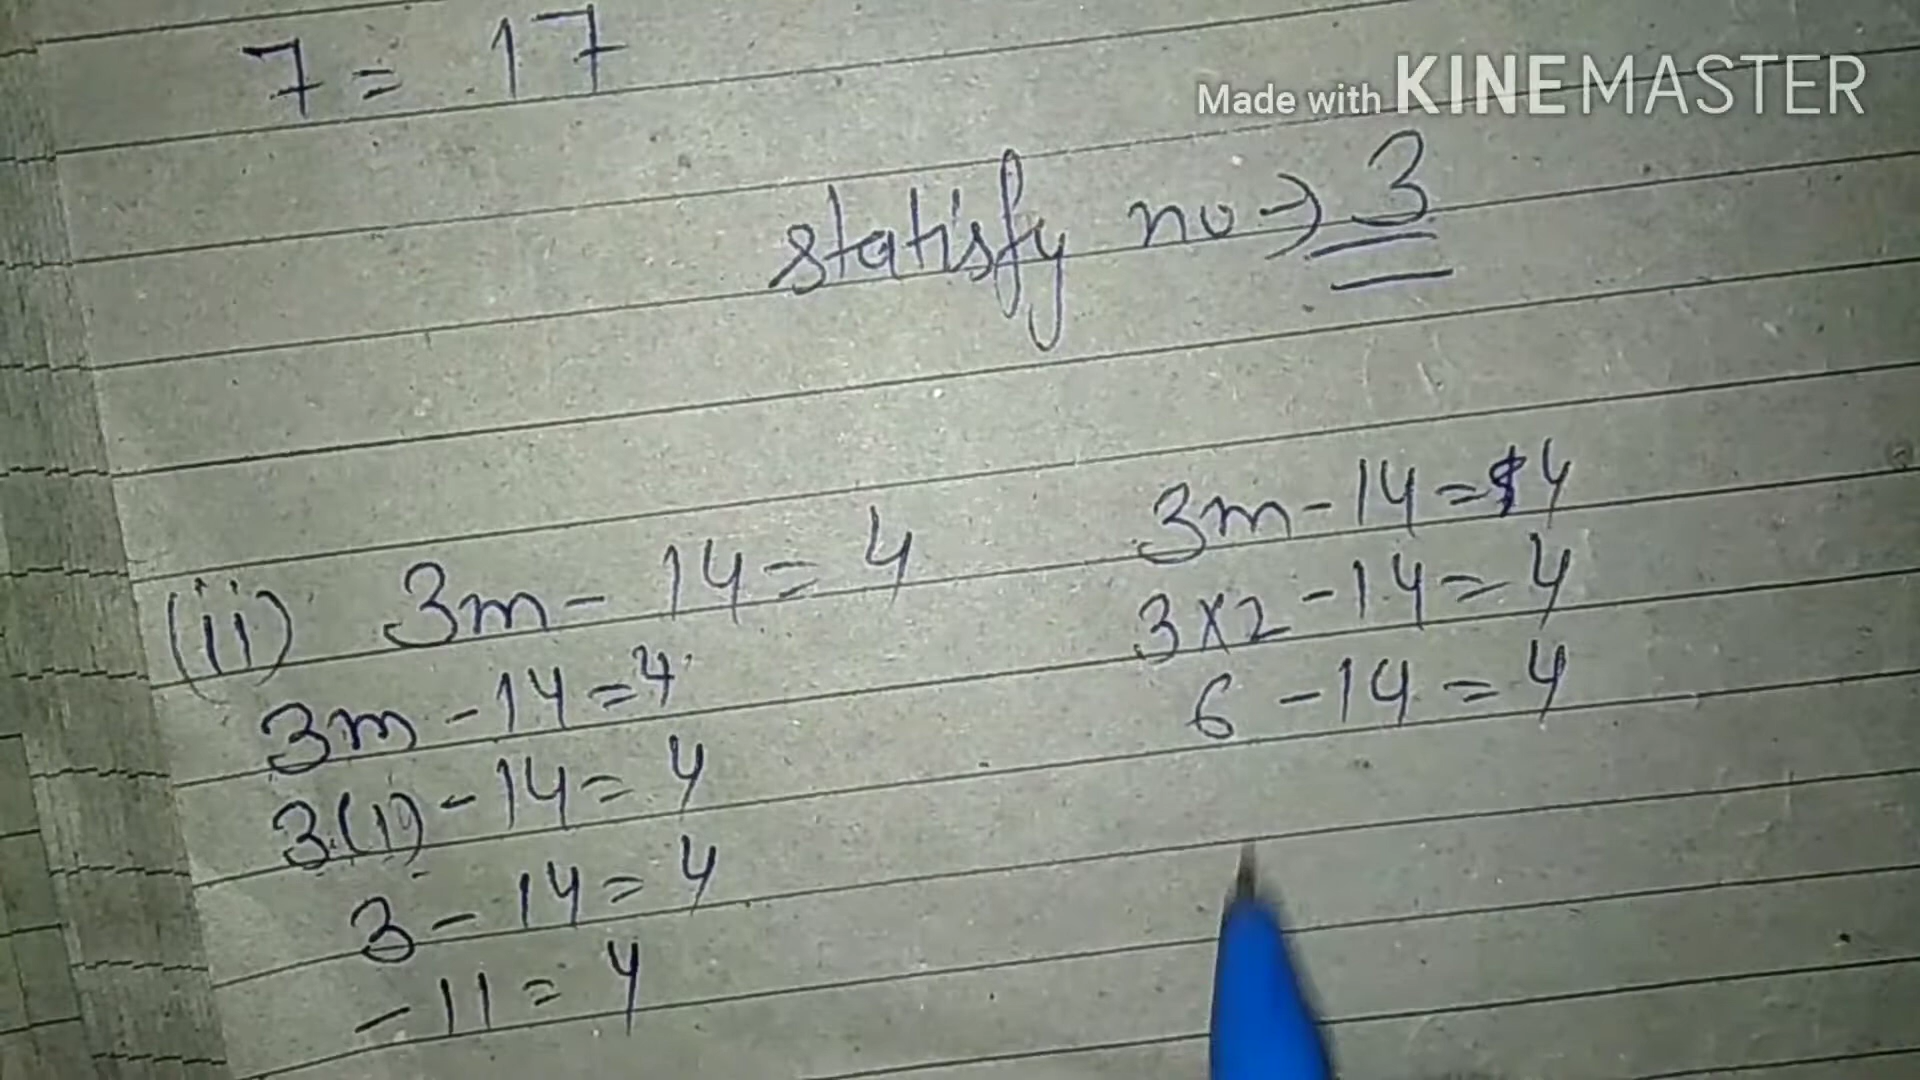 7 = 17
Made with KINEMASTER
statisfy no → 3
(ii) 3m - 14 = 4
3m - 14 = 4
3(1) - 14 = 4
3 - 14 = 4
- 11 = 4
3m - 14 = 4
3×2 - 14 = 4
6 - 14 = 4